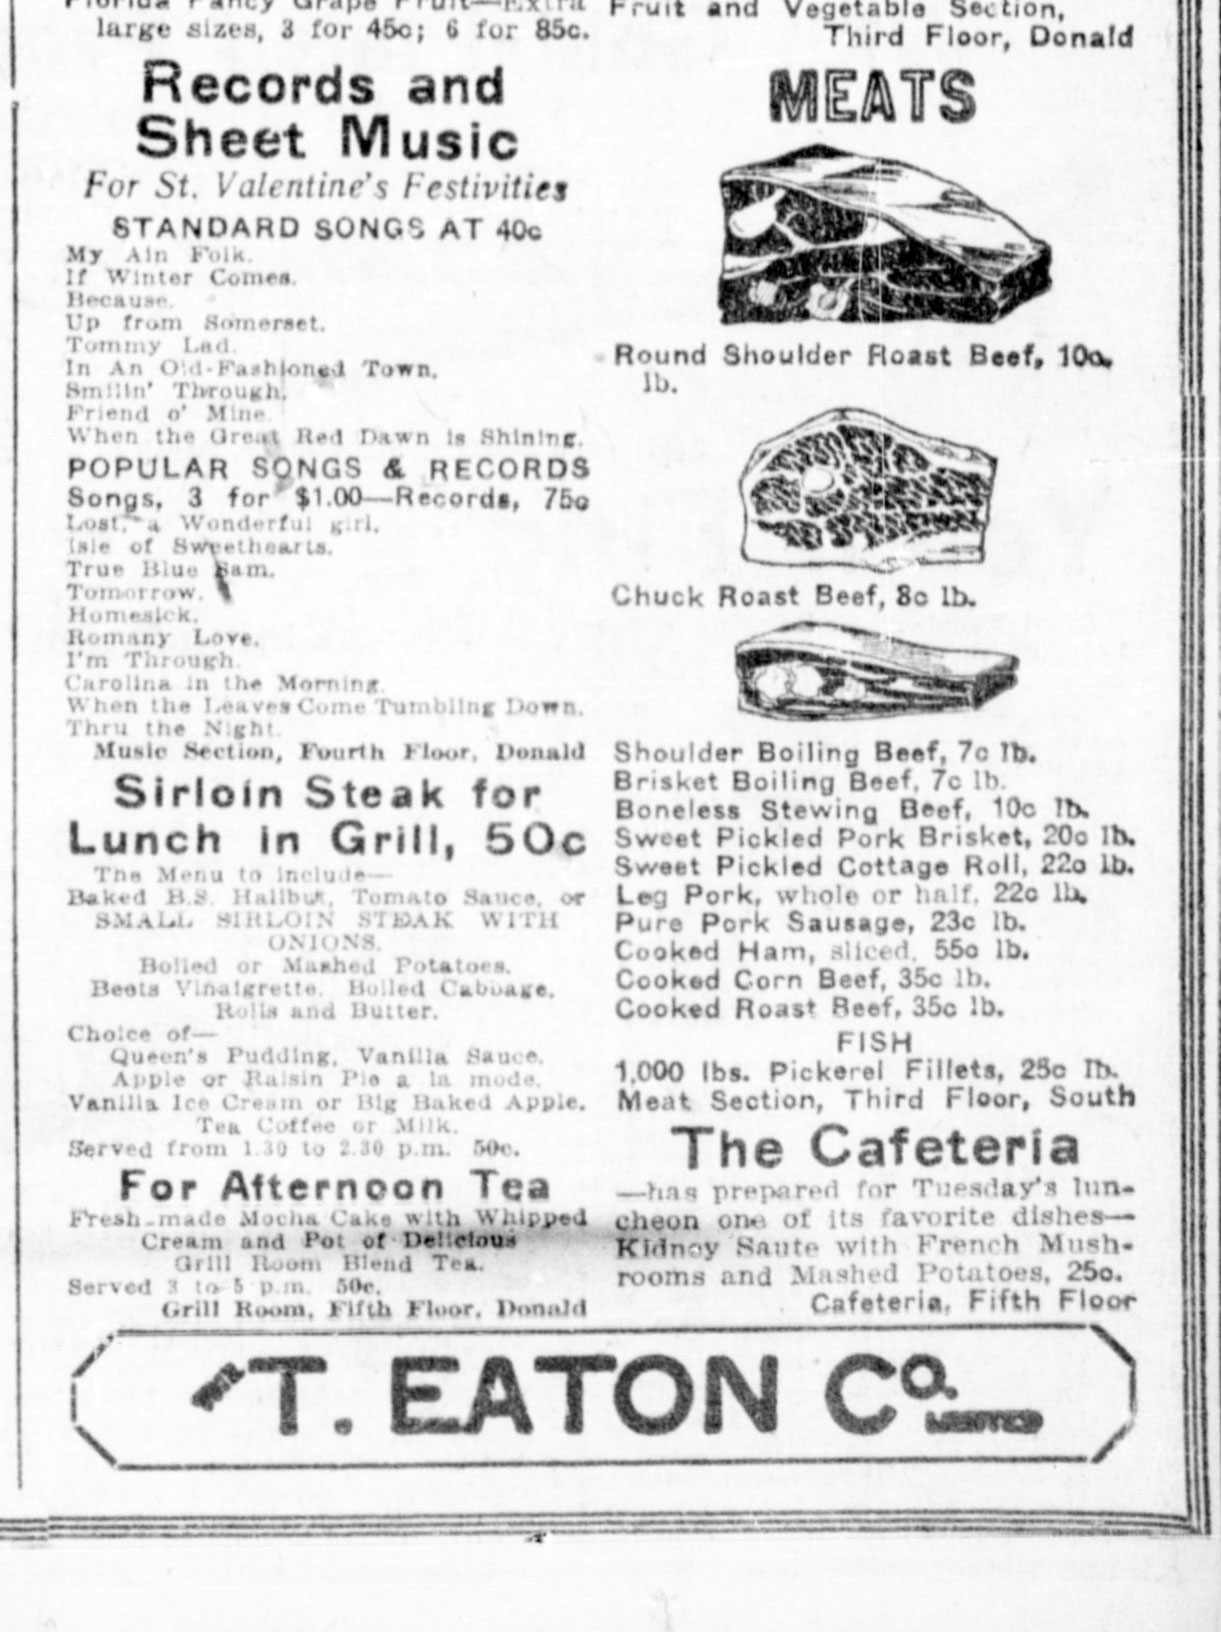 Florida Fancy Grape Fruit—Extra
large sizes, 3 for 45c; 6 for 85c.
Records and
Sheet Music
For St. Valentine's Festivities
STANDARD SONGS AT 40c
My Ain Folk.
If Winter Comes.
Because.
Up from Somerset.
Tommy Lad.
In An Old-Fashioned Town.
Smilin' Through.
Friend o' Mine.
When the Great Red Dawn is Shining.
POPULAR SONGS & RECORDS
Songs, 3 for $1.00—Records, 75c
Lost, a Wonderful girl.
Isle of Sweethearts.
True Blue Sam.
Tomorrow.
Homesick.
Romany Love.
I'm Through.
Carolina in the Morning.
When the Leaves Come Tumbling Down.
Thru the Night.
Music Section, Fourth Floor, Donald
Sirloin Steak for
Lunch in Grill, 50c
The Menu to Include—
Baked B.S. Halibut, Tomato Sauce, or
SMALL SIRLOIN STEAK WITH
ONIONS.
Boiled or Mashed Potatoes.
Beets Vinaigrette. Boiled Cabbage.
Rolls and Butter.
Choice of—
Queen's Pudding, Vanilla Sauce.
Apple or Raisin Pie a la mode.
Vanilla Ice Cream or Big Baked Apple.
Tea Coffee or Milk.
Served from 1.30 to 2.30 p.m. 50c.
For Afternoon Tea
Fresh-made Mocha Cake with Whipped
Cream and Pot of Delicious
Grill Room Blend Tea.
Served 3 to 5 p.m. 50c.
Grill Room, Fifth Floor, Donald
Fruit and Vegetable Section,
Third Floor, Donald
MEATS
Round Shoulder Roast Beef, 10c.
lb.
Chuck Roast Beef, 8c lb.
Shoulder Boiling Beef, 7c lb.
Brisket Boiling Beef, 7c lb.
Boneless Stewing Beef, 10c lb.
Sweet Pickled Pork Brisket, 20c lb.
Sweet Pickled Cottage Roll, 22c lb.
Leg Pork, whole or half, 22c lb.
Pure Pork Sausage, 23c lb.
Cooked Ham, sliced, 55c lb.
Cooked Corn Beef, 35c lb.
Cooked Roast Beef, 35c lb.
FISH
1,000 lbs. Pickerel Fillets, 25c lb.
Meat Section, Third Floor, South
The Cafeteria
—has prepared for Tuesday's lun-
cheon one of its favorite dishes—
Kidney Saute with French Mush-
rooms and Mashed Potatoes, 25c.
Cafeteria, Fifth Floor
THE T. EATON Co. LIMITED